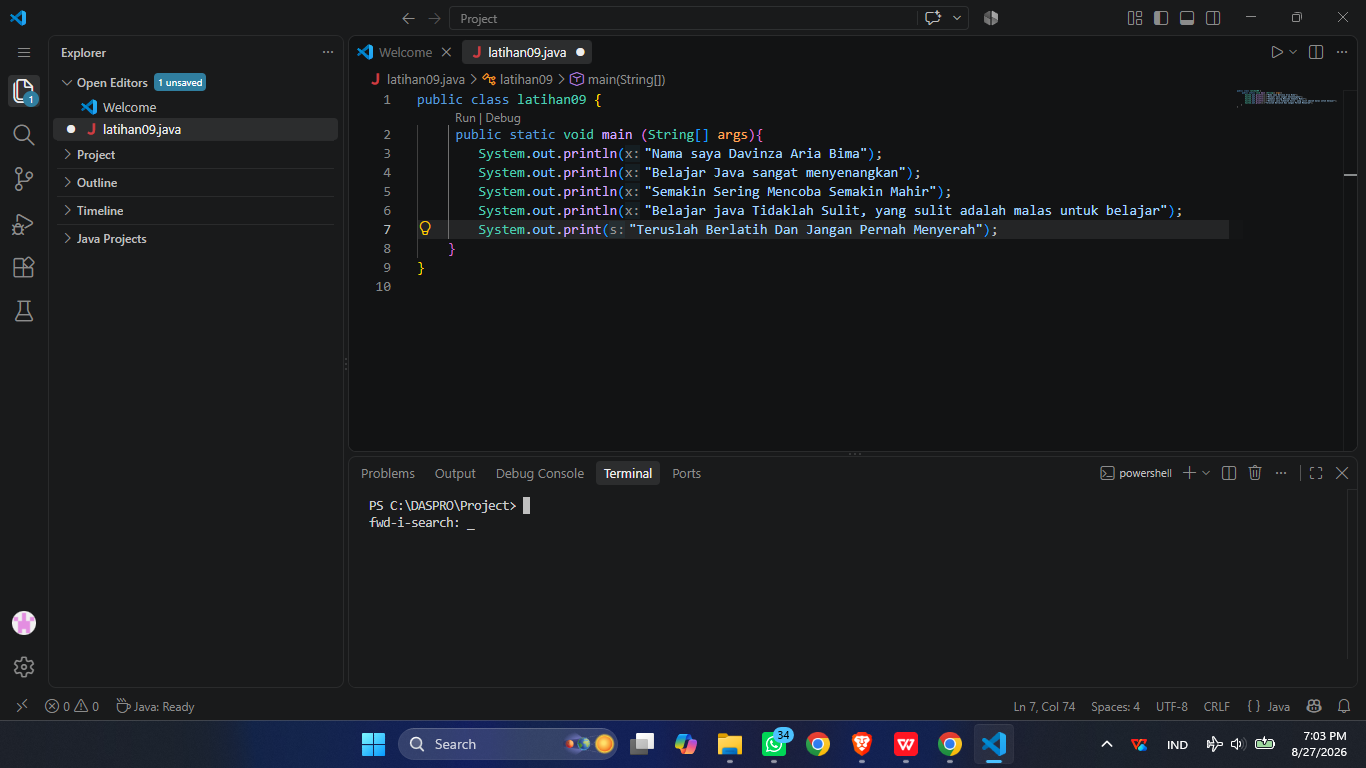 Project
Explorer
Open Editors 1 unsaved
Welcome
J latihan09.java
Project
Outline
Timeline
Java Projects
1
Welcome
J latihan09.java
J latihan09.java > latihan09 > main(String[])
1 public class latihan09 {
Run | Debug
2 public static void main (String[] args){
3 System.out.println(x: "Nama saya Davinza Aria Bima");
4 System.out.println(x: "Belajar Java sangat menyenangkan");
5 System.out.println(x: "Semakin Sering Mencoba Semakin Mahir");
6 System.out.println(x: "Belajar java Tidaklah Sulit, yang sulit adalah malas untuk belajar");
7 System.out.print(s: "Teruslah Berlatih Dan Jangan Pernah Menyerah");
8 }
9 }
10
Problems Output Debug Console Terminal Ports powershell
PS C:\DASPRO\Project>
fwd-i-search: _
0 0 Java: Ready Ln 7, Col 74 Spaces: 4 UTF-8 CRLF { } Java
Search 34 IND 7:03 PM
8/27/2026